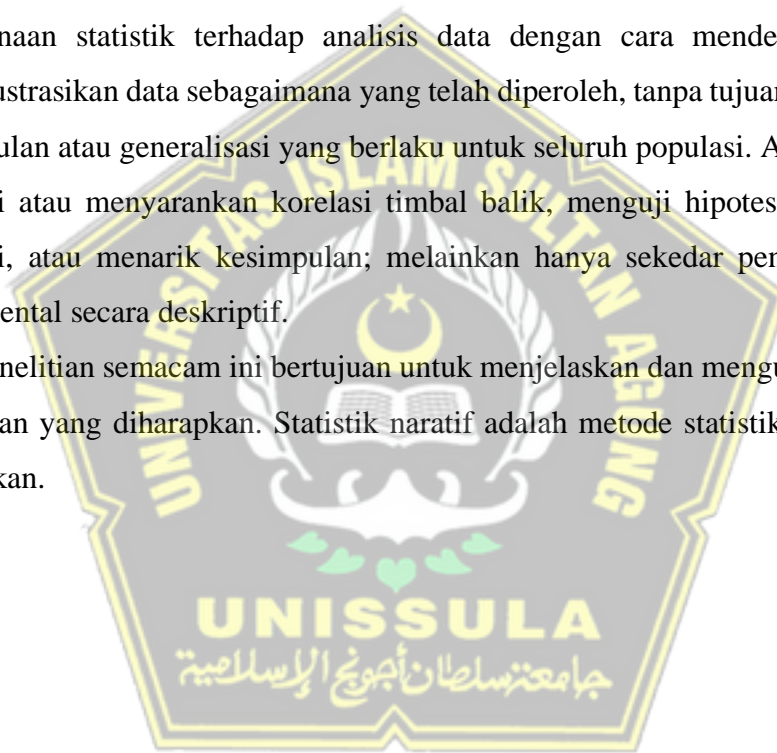 naan statistik terhadap analisis data dengan cara mende
ustrasikan data sebagaimana yang telah diperoleh, tanpa tujuan
ulan atau generalisasi yang berlaku untuk seluruh populasi. A
i atau menyarankan korelasi timbal balik, menguji hipotes
i, atau menarik kesimpulan; melainkan hanya sekedar pen
ental secara deskriptif.
nelitian semacam ini bertujuan untuk menjelaskan dan mengu
an yang diharapkan. Statistik naratif adalah metode statistik
kan.
UNIVERSITAS ISLAM SULTAN AGUNG
UNISSULA
جامعنسلطان أجونج الإسلامية